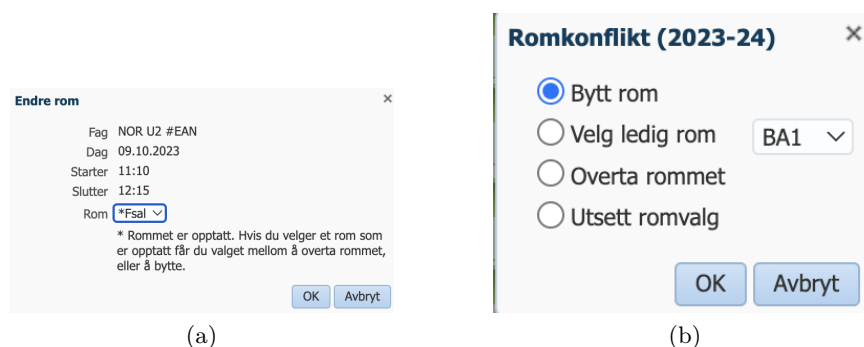 Endre rom
Fag NOR U2 #EAN
Dag 09.10.2023
Starter 11:10
Slutter 12:15
Rom *Fsal
* Rommet er opptatt. Hvis du velger et rom som
er opptatt får du valget mellom å overta rommet,
eller å bytte.
OK Avbryt
(a)
Romkonflikt (2023-24)
Bytt rom
Velg ledig rom BA1
Overta rommet
Utsett romvalg
OK Avbryt
(b)